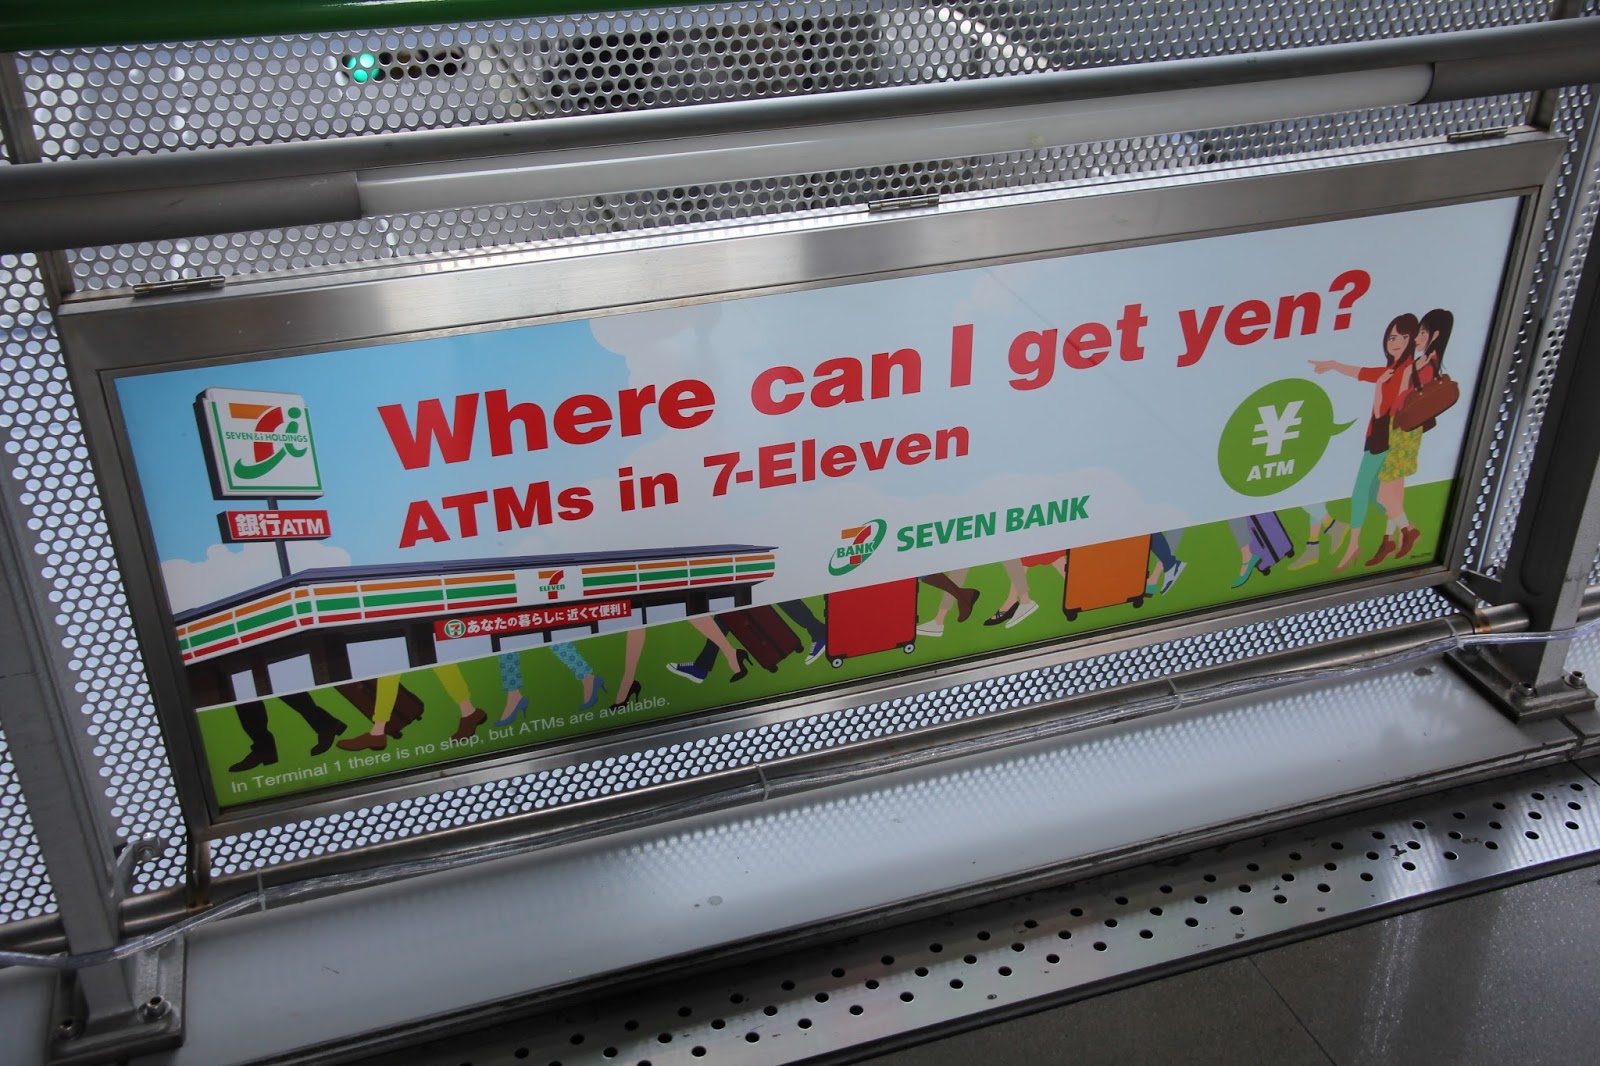 Where can I get yen?
ATMs in 7-Eleven
SEVEN & i HOLDINGS
銀行ATM
¥
ATM
BANK
SEVEN BANK
7
ELEVEN
あなたの暮らしに 近くて便利!
In Terminal 1 there is no shop, but ATMs are available.